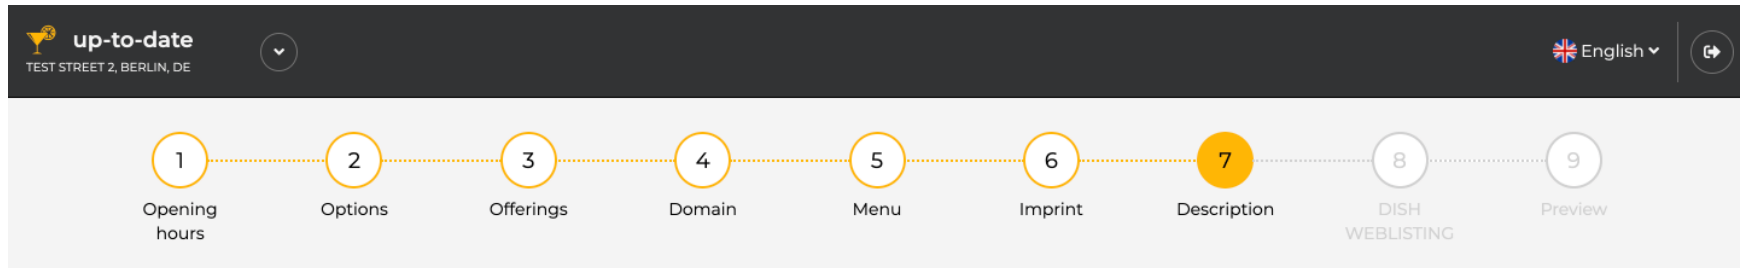 up-to-date
TEST STREET 2, BERLIN, DE
English
1
2
3
4
5
6
7
8
9
Opening
hours
Options
Offerings
Domain
Menu
Imprint
Description
DISH
WEBLISTING
Preview